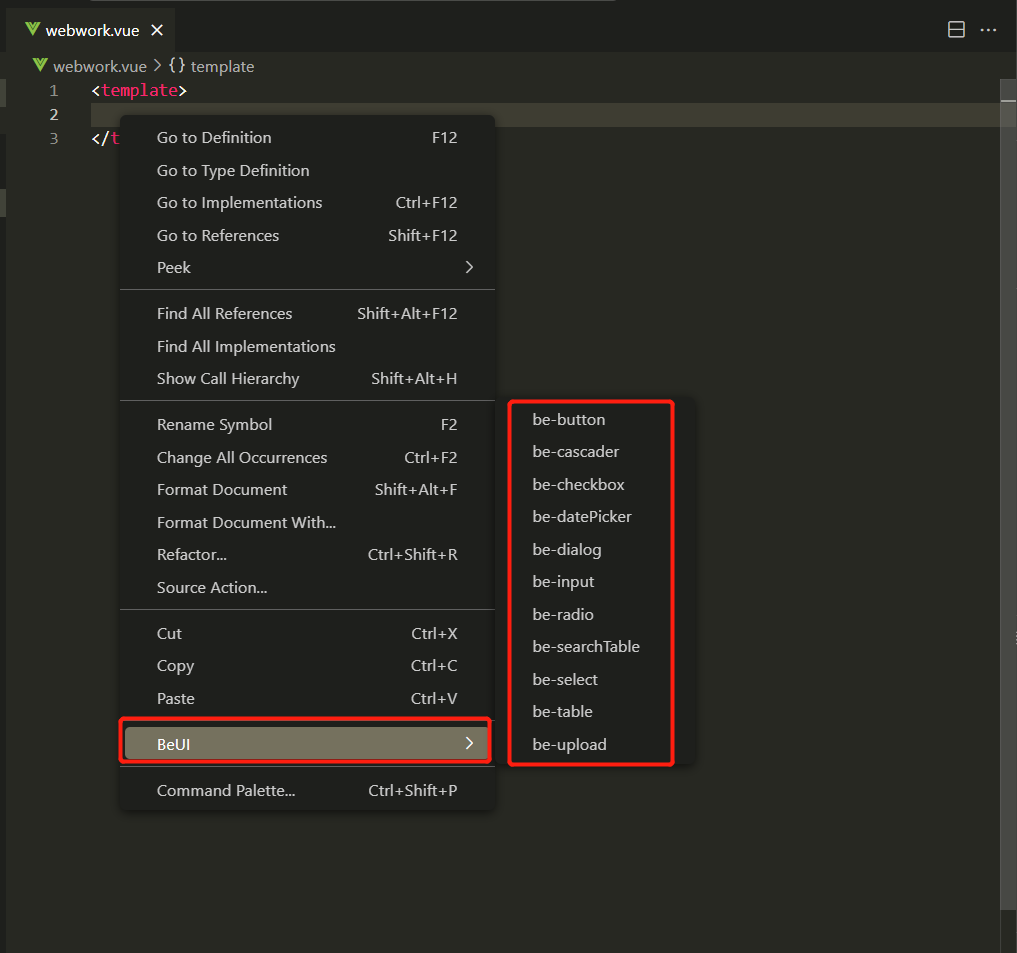 webwork.vue
webwork.vue > {} template
1 <template>
2
3 </t
Go to Definition F12
Go to Type Definition
Go to Implementations Ctrl+F12
Go to References Shift+F12
Peek
Find All References Shift+Alt+F12
Find All Implementations
Show Call Hierarchy Shift+Alt+H
Rename Symbol F2
Change All Occurrences Ctrl+F2
Format Document Shift+Alt+F
Format Document With...
Refactor... Ctrl+Shift+R
Source Action...
Cut Ctrl+X
Copy Ctrl+C
Paste Ctrl+V
BeUI
Command Palette... Ctrl+Shift+P
be-button
be-cascader
be-checkbox
be-datePicker
be-dialog
be-input
be-radio
be-searchTable
be-select
be-table
be-upload